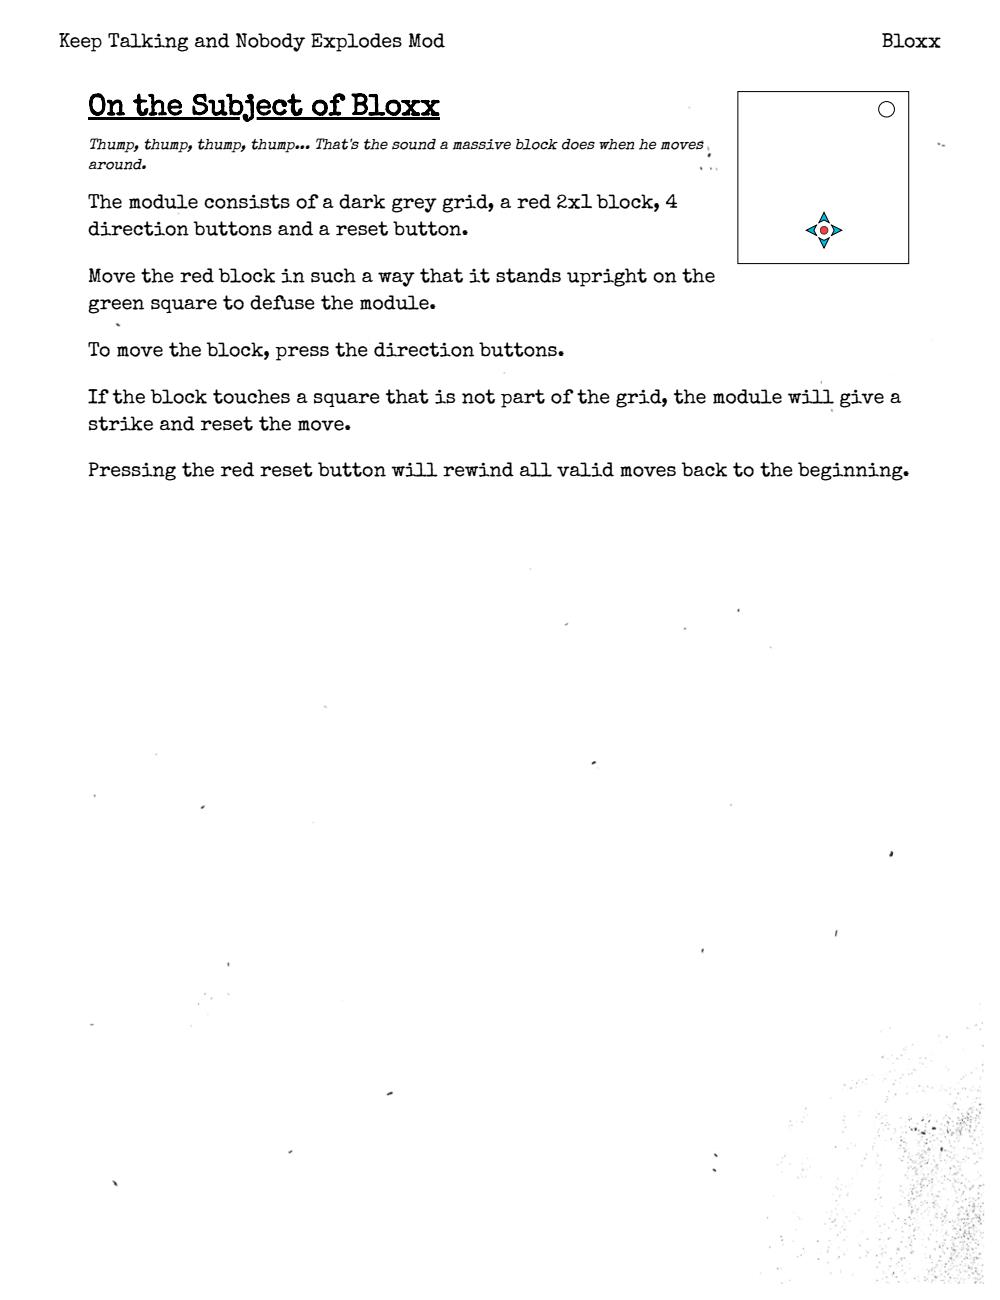 Keep Talking and Nobody Explodes Mod
Bloxx
On the Subject of Bloxx
Thump, thump, thump, thump... That's the sound a massive block does when he moves
around.
The module consists of a dark grey grid, a red 2x1 block, 4
direction buttons and a reset button.
Move the red block in such a way that it stands upright on the
green square to defuse the module.
To move the block, press the direction buttons.
If the block touches a square that is not part of the grid, the module will give a
strike and reset the move.
Pressing the red reset button will rewind all valid moves back to the beginning.